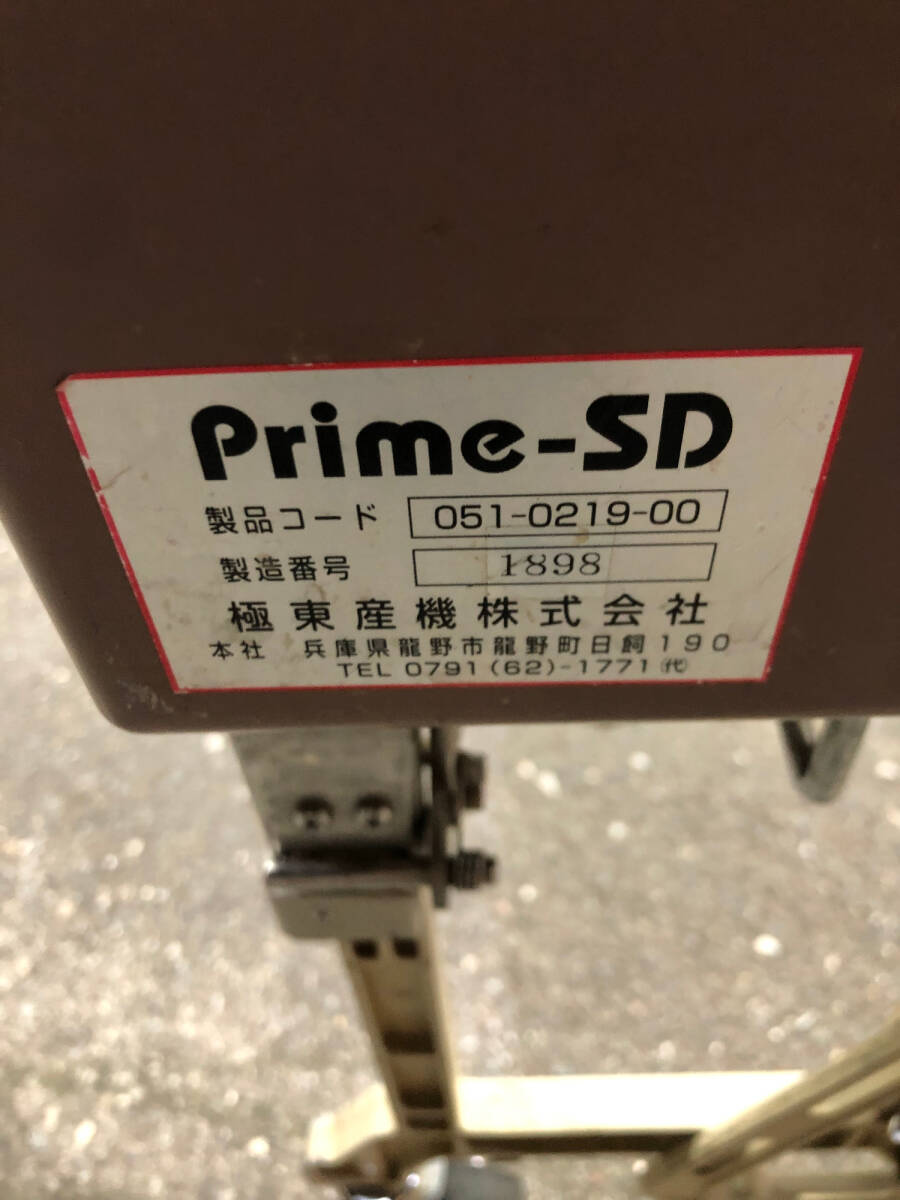 Prime-SD
製品コード 051-0219-00
製造番号 1898
極東産機株式会社
本社 兵庫県龍野市龍野町日飼190
TEL 0791(62)-1771(代)